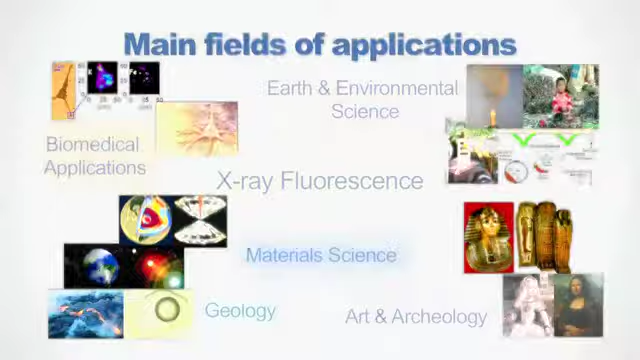 Main fields of applications
Earth & Environmental
Science
Biomedical
Applications
X-ray Fluorescence
Materials Science
Geology
Art & Archeology